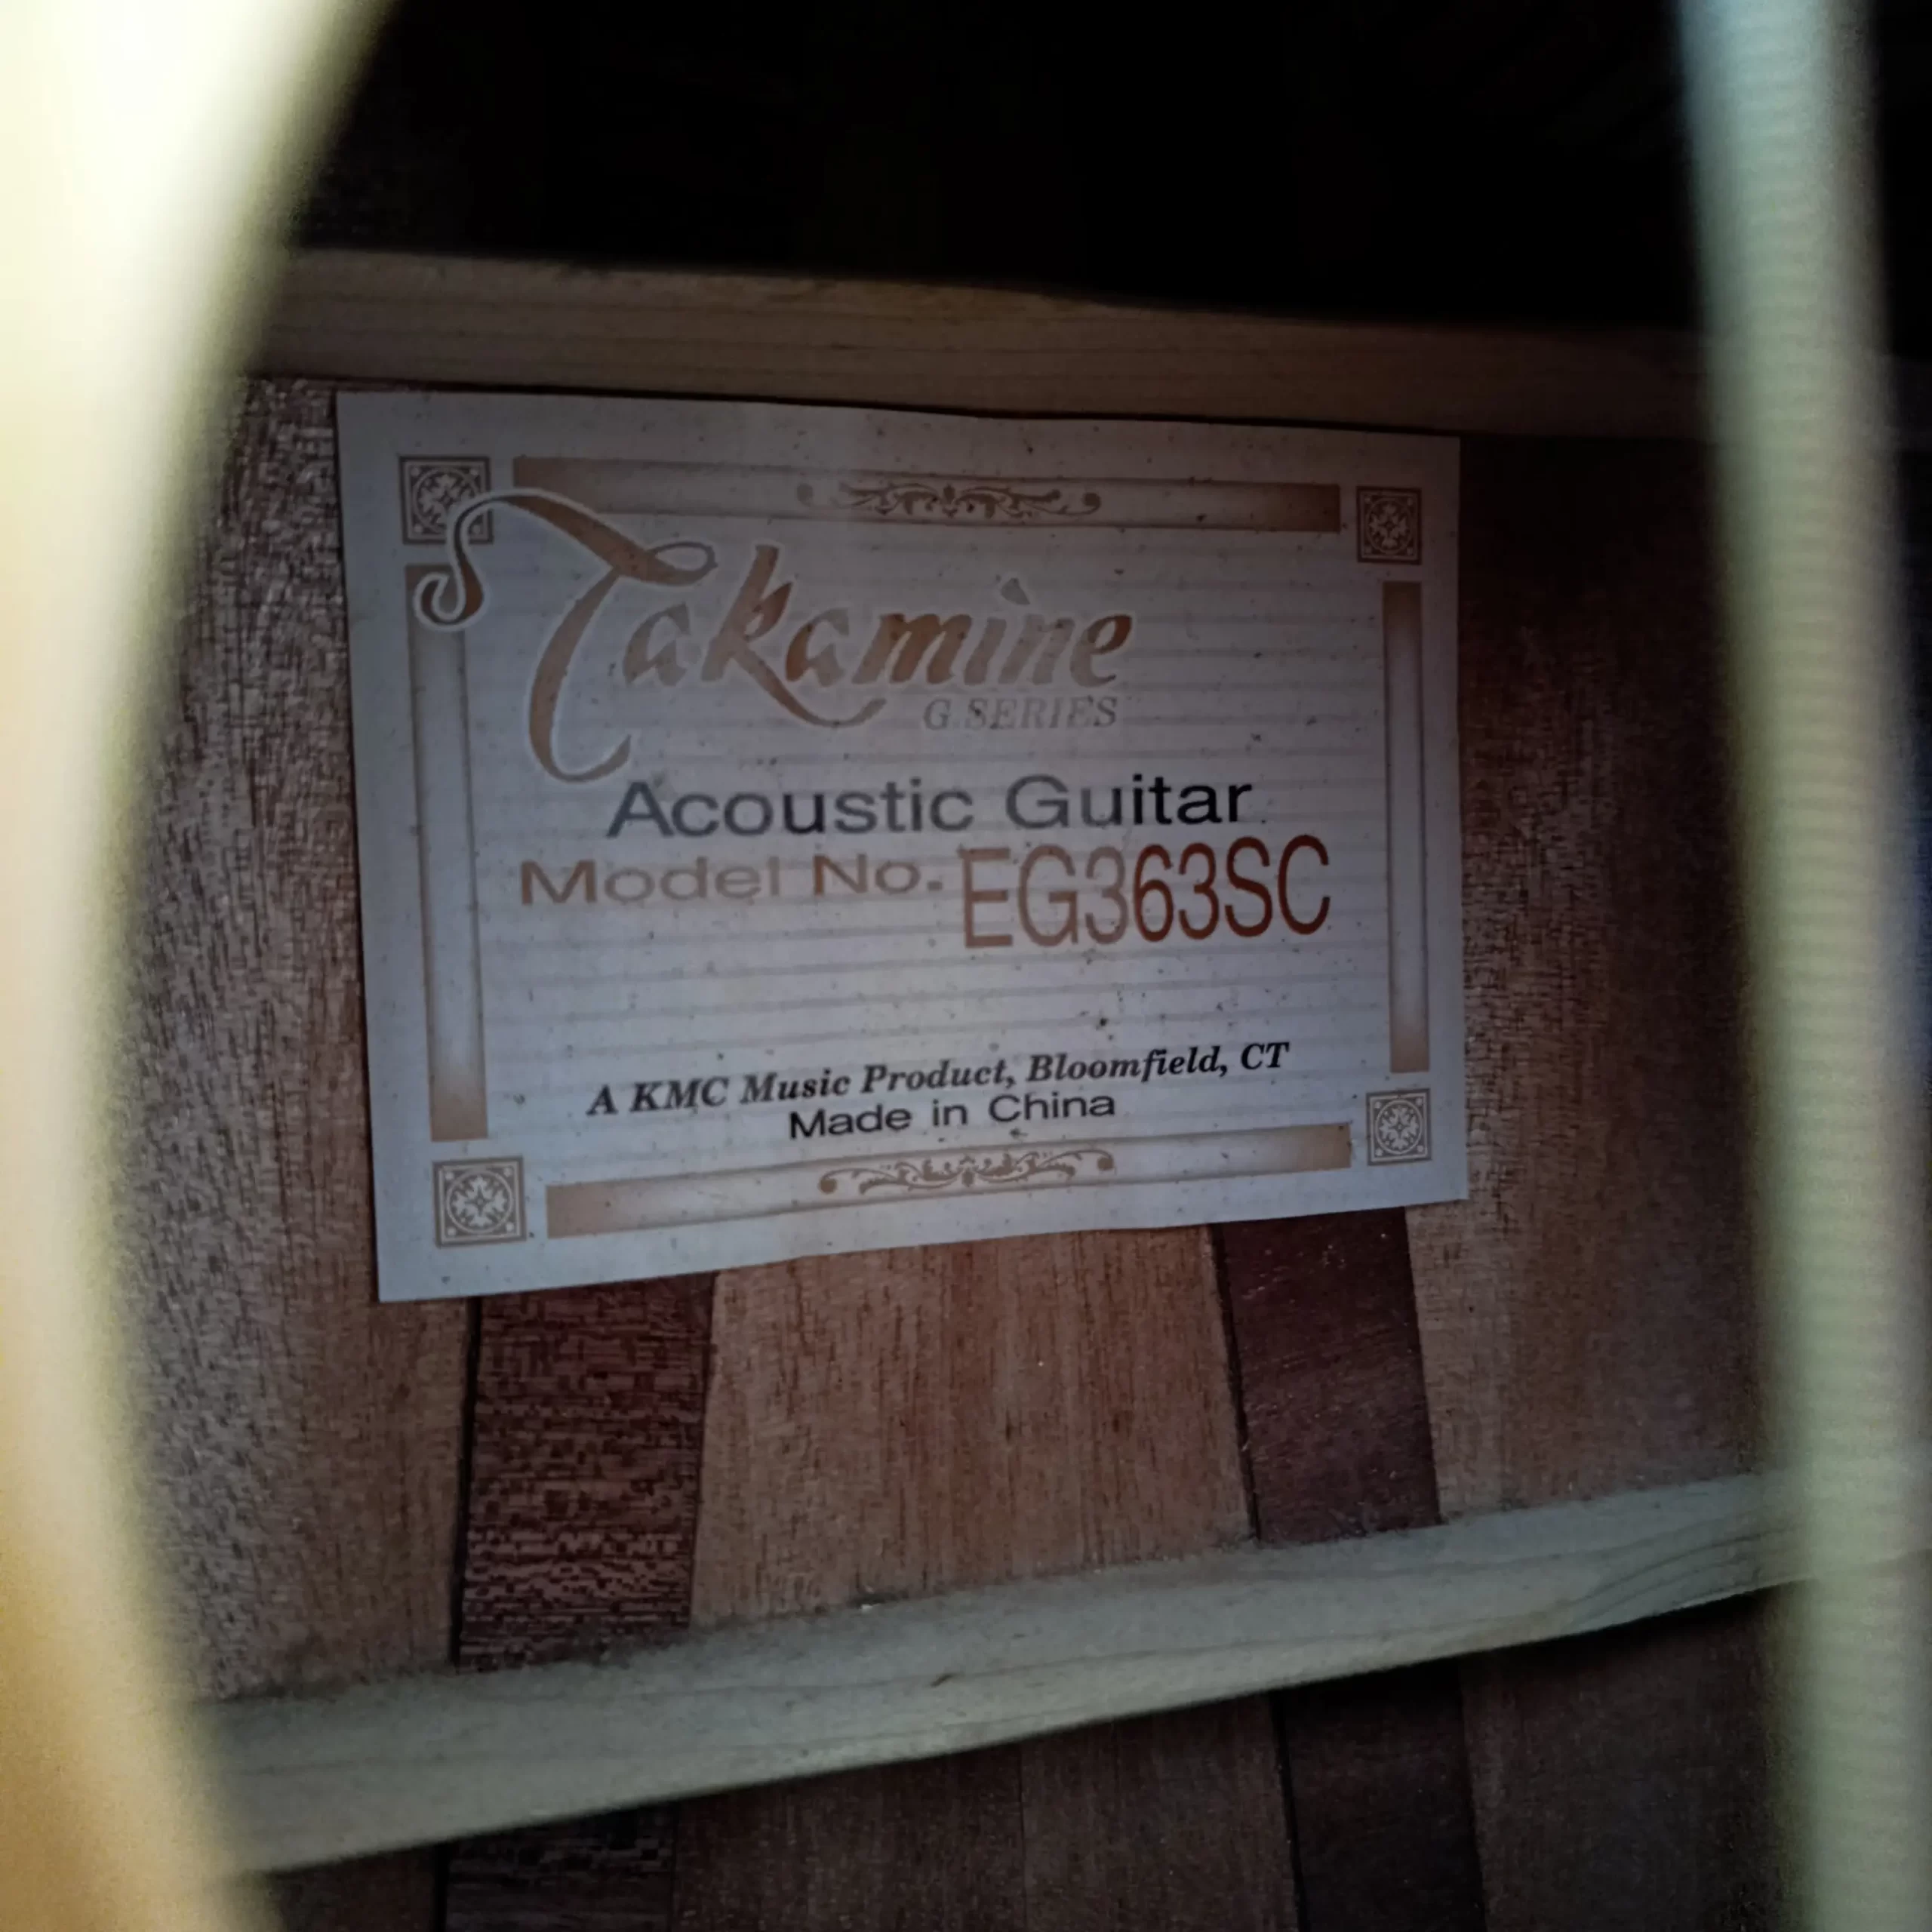 Takamine
G SERIES
Acoustic Guitar
Model No. EG363SC
A KMC Music Product, Bloomfield, CT
Made in China